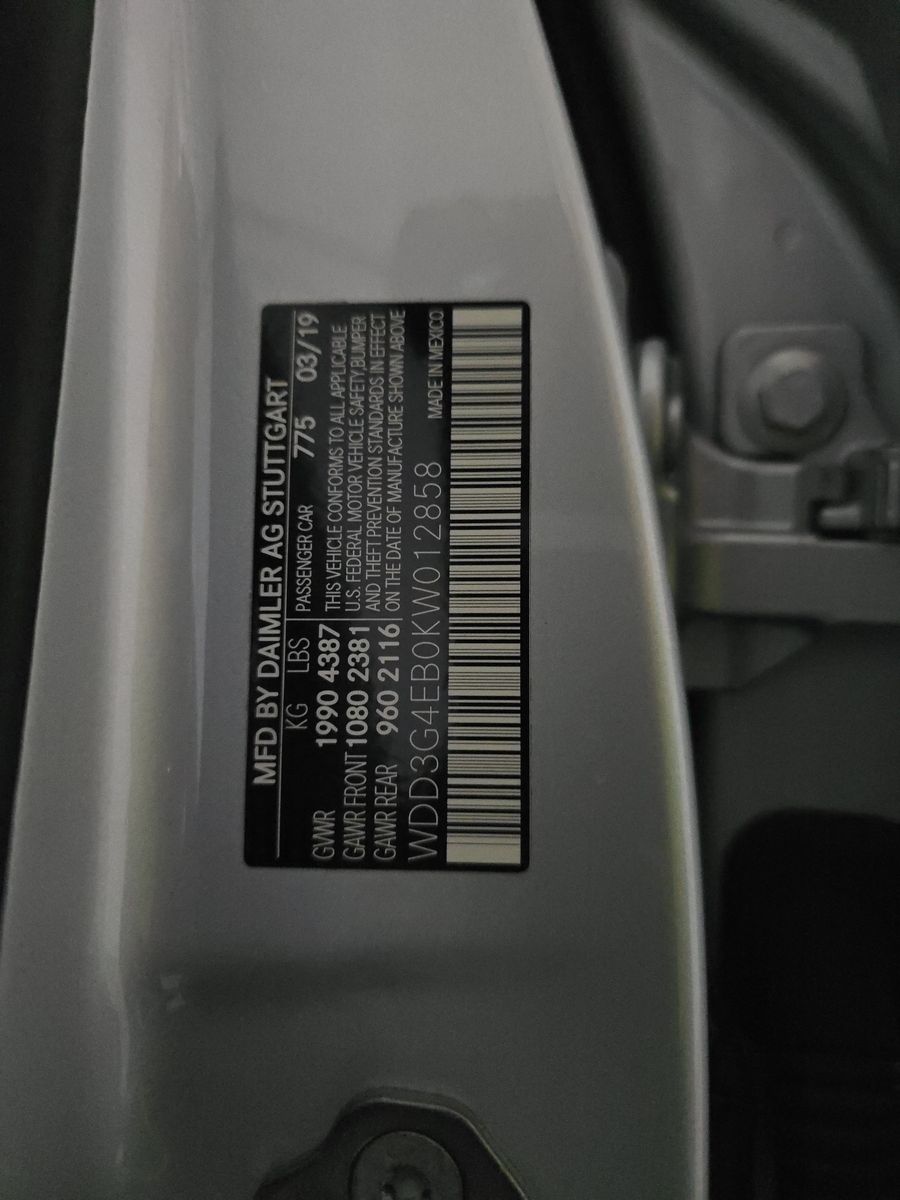 MFD BY DAIMLER AG STUTTGART
KG LBS PASSENGER CAR 775 03/19
GVWR 1990 4387 THIS VEHICLE CONFORMS TO ALL APPLICABLE
GAWR FRONT 1080 2381 U.S. FEDERAL MOTOR VEHICLE SAFETY,BUMPER
GAWR REAR 960 2116 AND THEFT PREVENTION STANDARDS IN EFFECT
ON THE DATE OF MANUFACTURE SHOWN ABOVE
WDD3G4EB0KW012858 MADE IN MEXICO